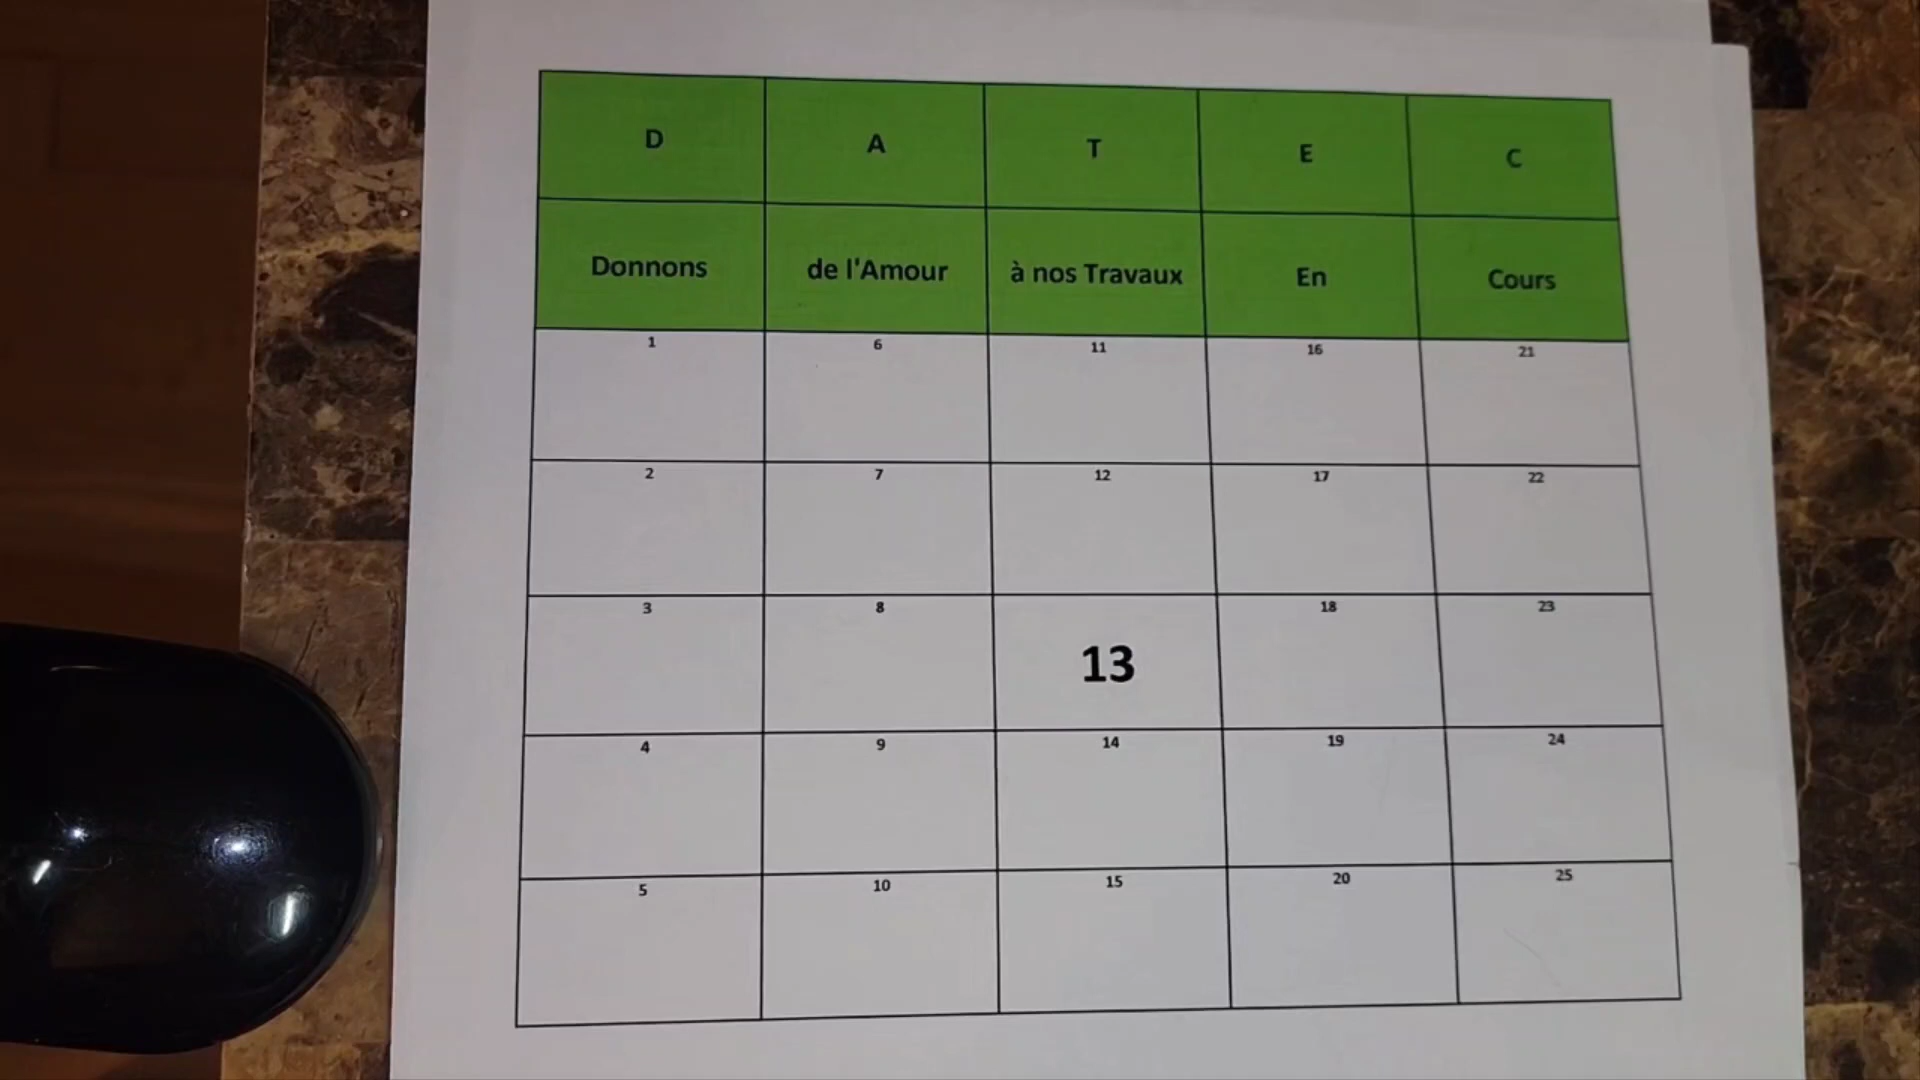 D A T E C
Donnons de l'Amour à nos Travaux En Cours
1 6 11 16 21
2 7 12 17 22
3 8 13 18 23
4 9 14 19 24
5 10 15 20 25